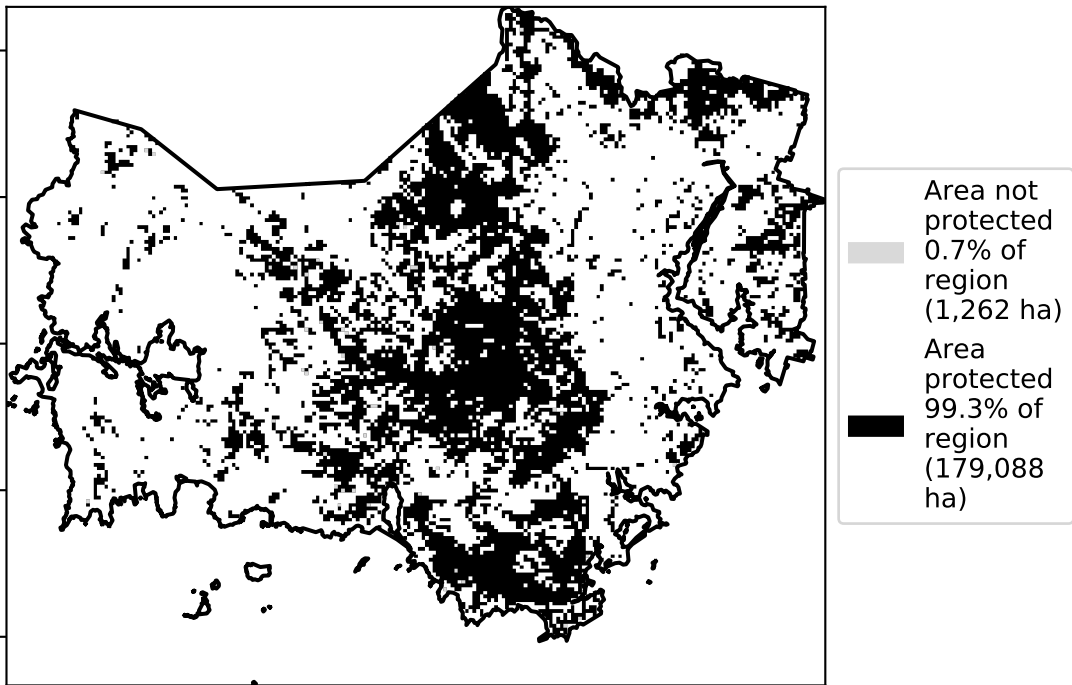 Area not
protected
0.7% of
region
(1,262 ha)
Area
protected
99.3% of
region
(179,088
ha)